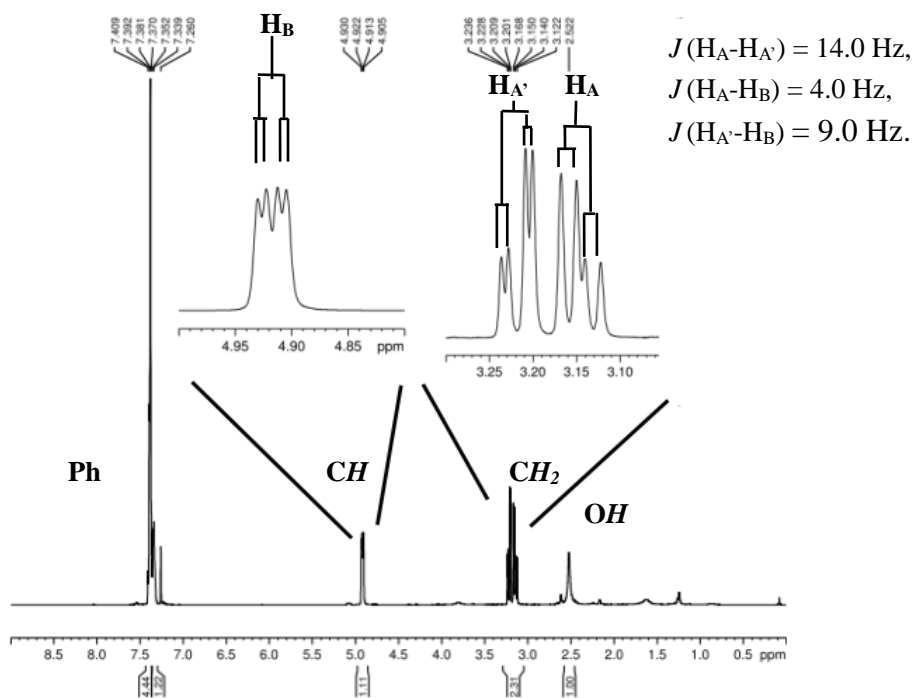 7.409
7.392
7.381
7.370
7.352
7.339
7.260
4.930
4.922
4.913
4.905
3.236
3.228
3.209
3.201
3.168
3.150
3.140
3.122
2.522
H_B
H_A'
H_A
J (H_A-H_A') = 14.0 Hz,
J (H_A-H_B) = 4.0 Hz,
J (H_A'-H_B) = 9.0 Hz.
4.95 4.90 4.85 ppm
3.25 3.20 3.15 3.10
Ph
CH
CH₂
OH
8.5 8.0 7.5 7.0 6.5 6.0 5.5 5.0 4.5 4.0 3.5 3.0 2.5 2.0 1.5 1.0 0.5 ppm
4.44
1.22
1.11
2.31
1.00